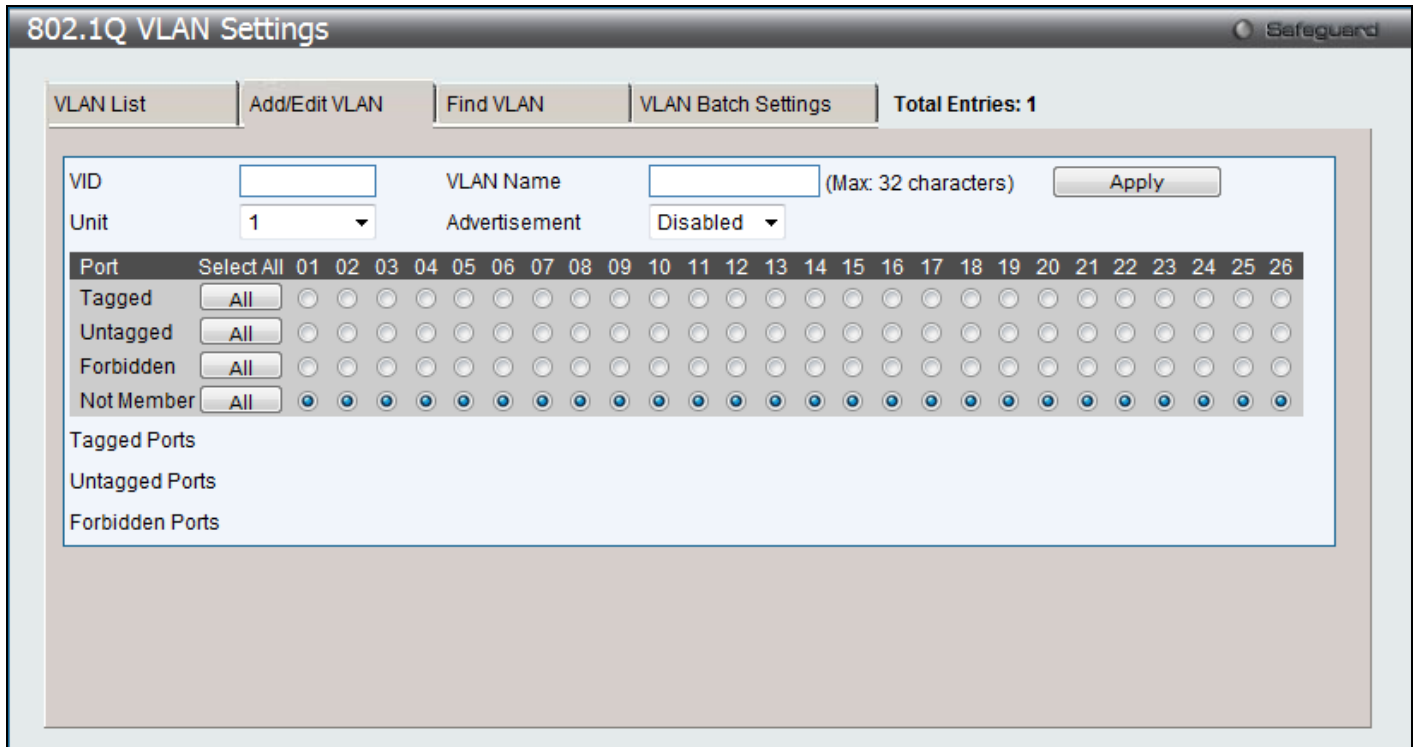 802.1Q VLAN Settings Safeguard
VLAN List Add/Edit VLAN Find VLAN VLAN Batch Settings Total Entries: 1
VID VLAN Name (Max: 32 characters) Apply
Unit 1 Advertisement Disabled
Port Select All 01 02 03 04 05 06 07 08 09 10 11 12 13 14 15 16 17 18 19 20 21 22 23 24 25 26
Tagged All
Untagged All
Forbidden All
Not Member All
Tagged Ports
Untagged Ports
Forbidden Ports